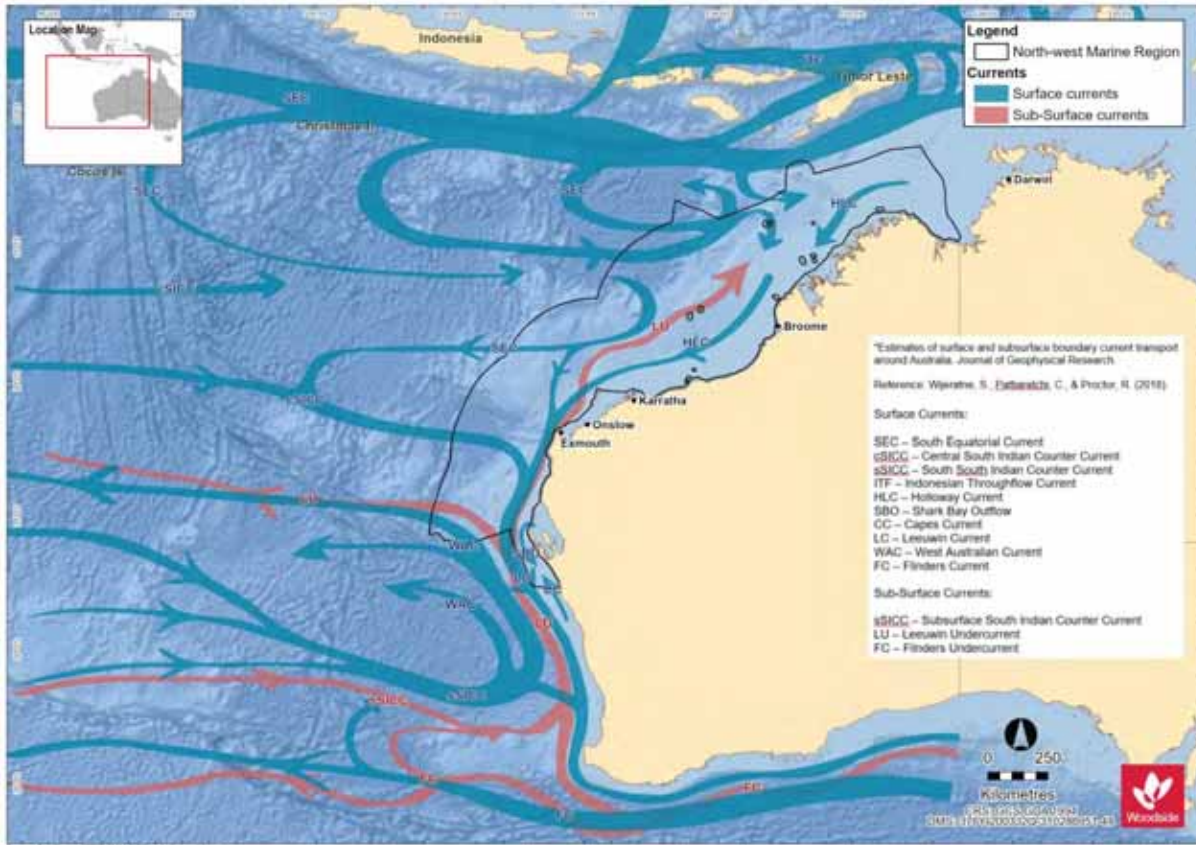 Location Map
Indonesia
Timor Leste
Legend
North-west Marine Region
Currents
Surface currents
Sub-Surface currents
SEC
Christmas I.
Cocos Is.
SEC
SEC
HLC
Darwin
LU
HLC
Broome
SEC
Karratha
Onslow
Exmouth
WAC
LU
sSICC
sSICC
FC
"Estimates of surface and subsurface boundary current transport
around Australia. Journal of Geophysical Research.
Reference: Wijeratne, S., Pattiaratchi, C., & Proctor, R. (2018)
Surface Currents:
SEC – South Equatorial Current
cSICC – Central South Indian Counter Current
sSICC – South South Indian Counter Current
ITF – Indonesian Throughflow Current
HLC – Holloway Current
SBO – Shark Bay Outflow
CC – Capes Current
LC – Leeuwin Current
WAC – West Australian Current
FC – Flinders Current
Sub-Surface Currents:
sSICC – Subsurface South Indian Counter Current
LU – Leeuwin Undercurrent
FC – Flinders Undercurrent
0 250
Kilometres
Woodside